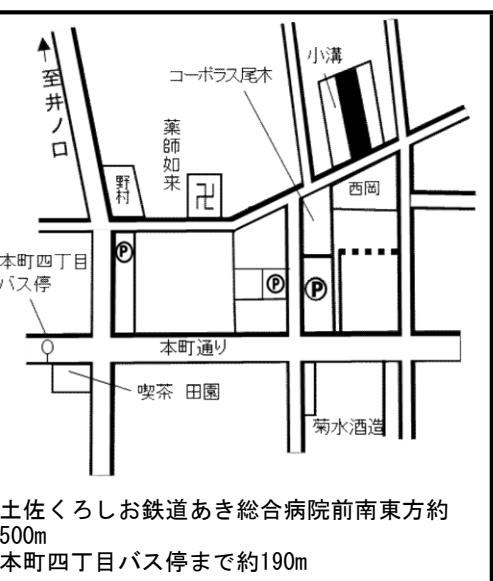 小溝
コーポラス尾木
至井ノ口
薬師如来
野村
卍
西岡
P
P
P
本町四丁目
バス停
本町通り
喫茶 田園
菊水酒造
土佐くろしお鉄道あき総合病院前南東方約
500m
本町四丁目バス停まで約190m